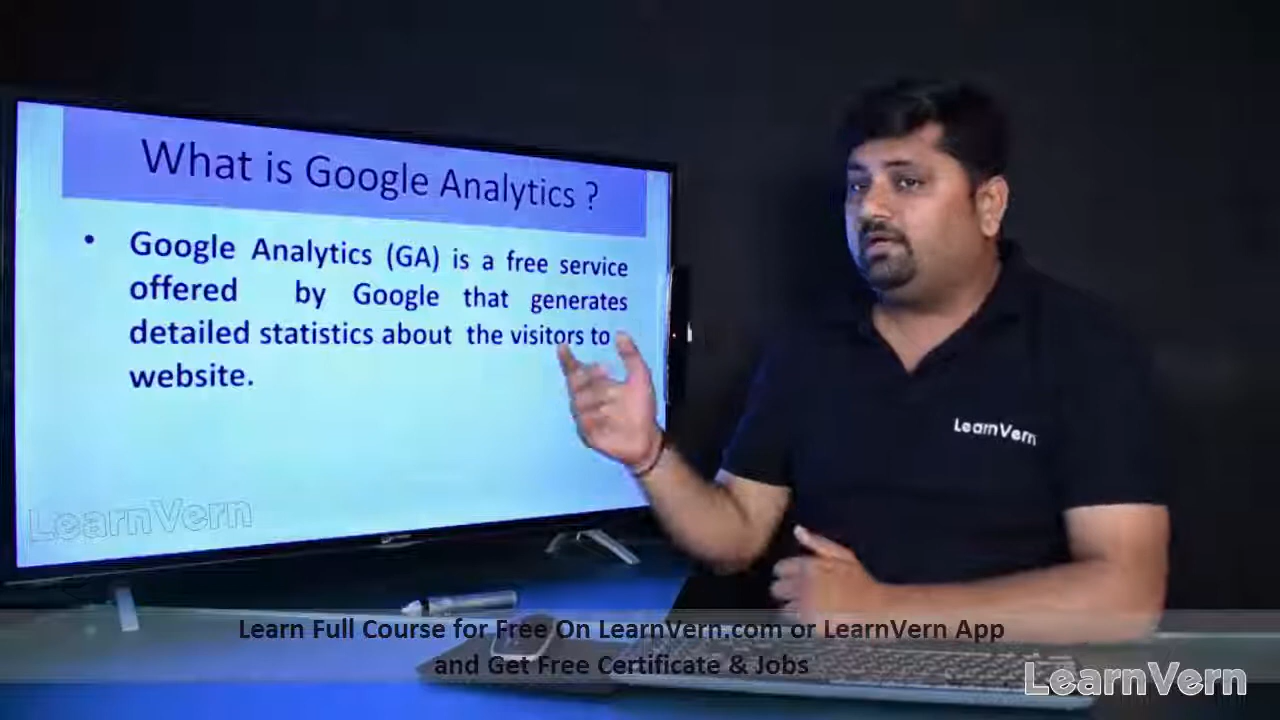 What is Google Analytics ?
• Google Analytics (GA) is a free service
offered by Google that generates
detailed statistics about the visitors to
website.
LearnVern
LearnVern
Learn Full Course for Free On LearnVern.com or LearnVern App
and Get Free Certificate & Jobs
LearnVern